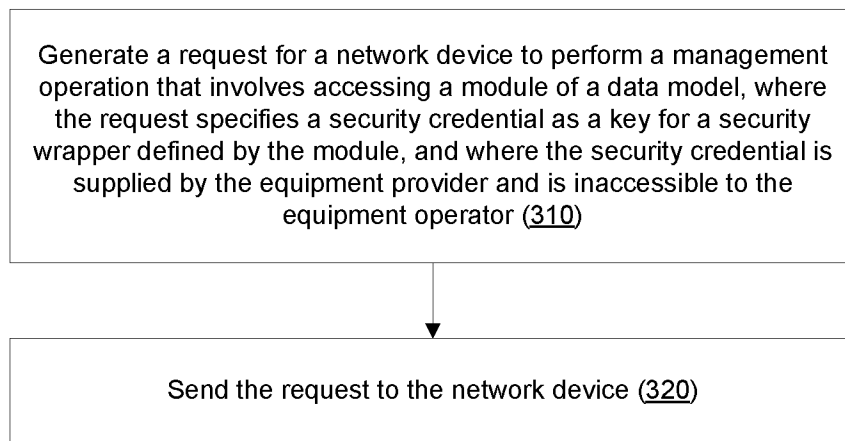 Generate a request for a network device to perform a management
operation that involves accessing a module of a data model, where
the request specifies a security credential as a key for a security
wrapper defined by the module, and where the security credential is
supplied by the equipment provider and is inaccessible to the
equipment operator (310)
Send the request to the network device (320)